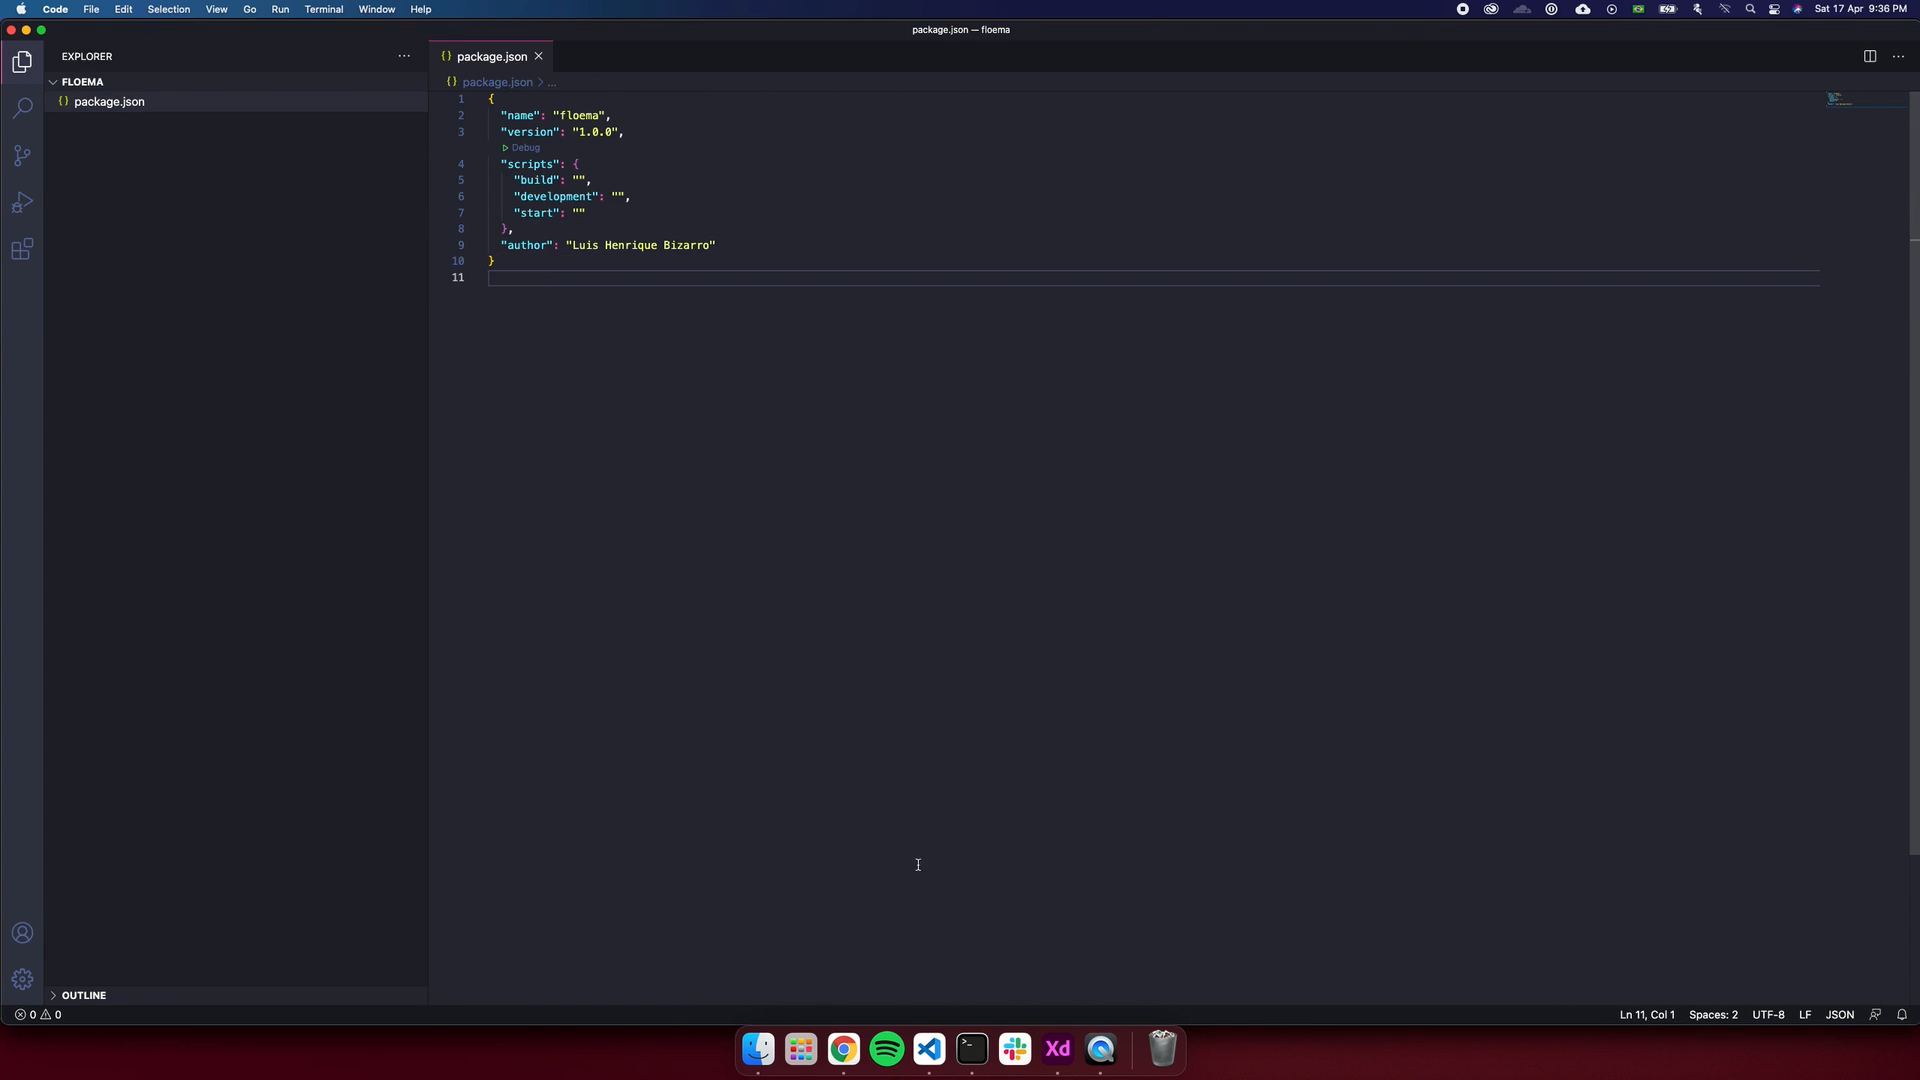 Code File Edit Selection View Go Run Terminal Window Help Sat 17 Apr 9:36 PM
package.json — floema
EXPLORER
FLOEMA
package.json
OUTLINE
package.json
package.json > ...
1 {
2 "name": "floema",
3 "version": "1.0.0",
Debug
4 "scripts": {
5 "build": "",
6 "development": "",
7 "start": ""
8 },
9 "author": "Luis Henrique Bizarro"
10 }
11
0 0 Ln 11, Col 1 Spaces: 2 UTF-8 LF JSON
Xd